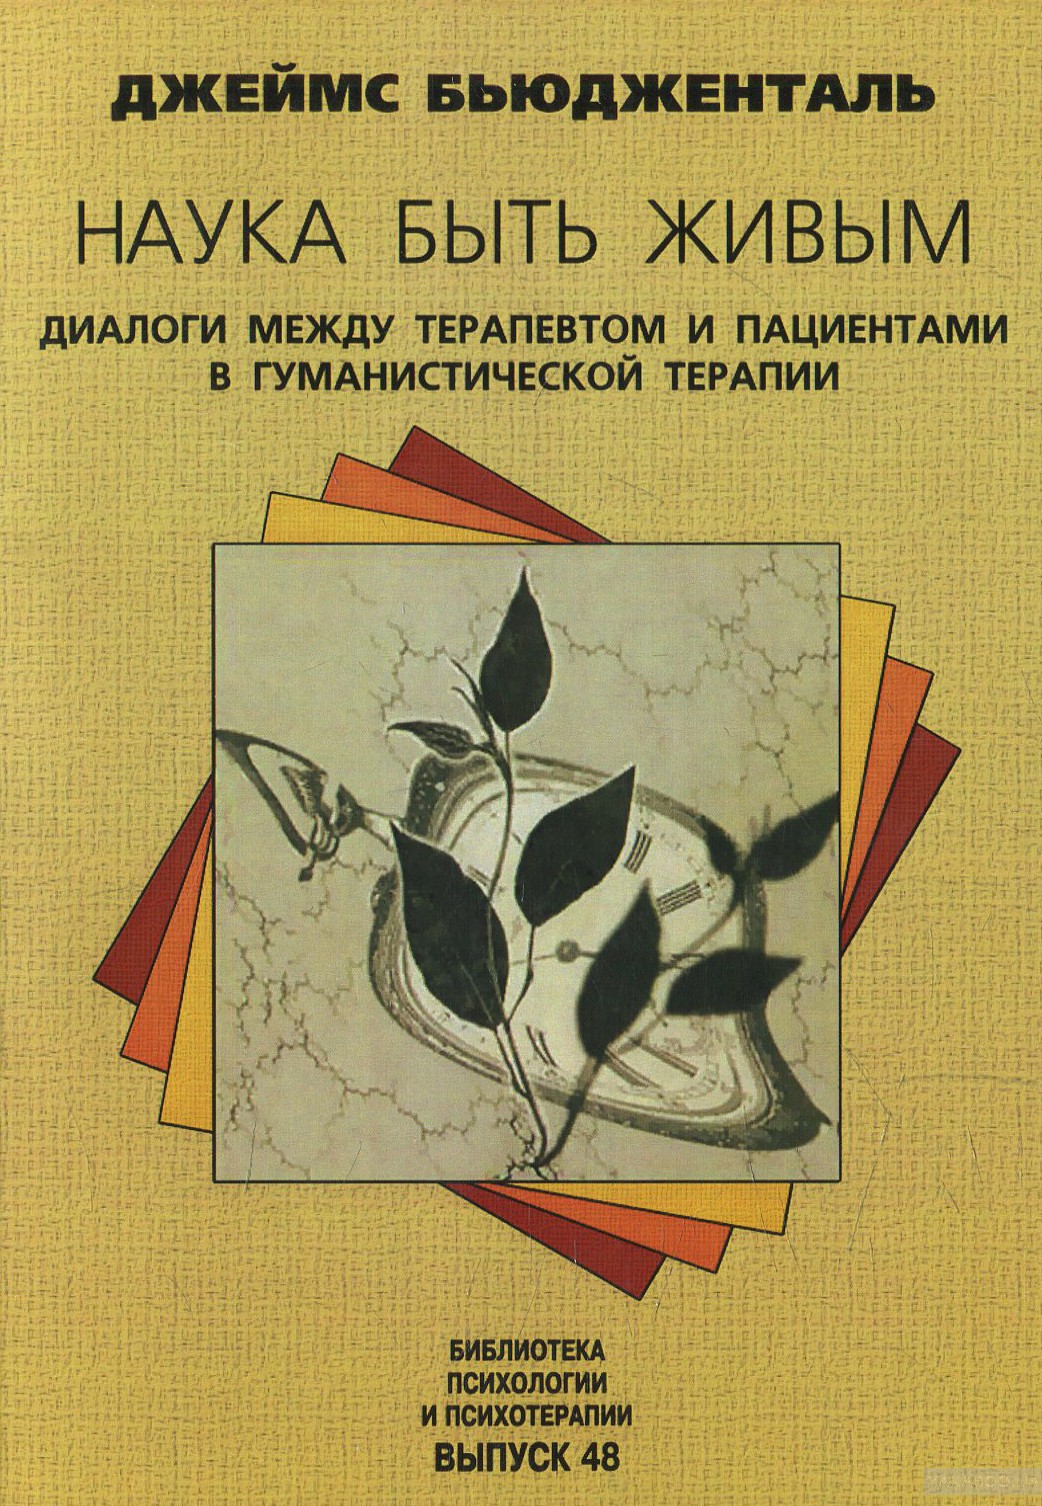 ДЖЕЙМС БЬЮДЖЕНТАЛЬ
НАУКА БЫТЬ ЖИВЫМ
ДИАЛОГИ МЕЖДУ ТЕРАПЕВТОМ И ПАЦИЕНТАМИ
В ГУМАНИСТИЧЕСКОЙ ТЕРАПИИ
БИБЛИОТЕКА
ПСИХОЛОГИИ
И ПСИХОТЕРАПИИ
ВЫПУСК 48